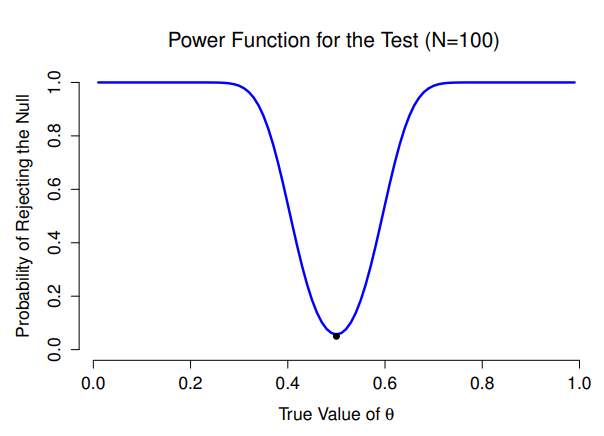 Power Function for the Test (N=100)
Probability of Rejecting the Null
1.0
0.8
0.6
0.4
0.2
0.0
0.0 0.2 0.4 0.6 0.8 1.0
True Value of θ